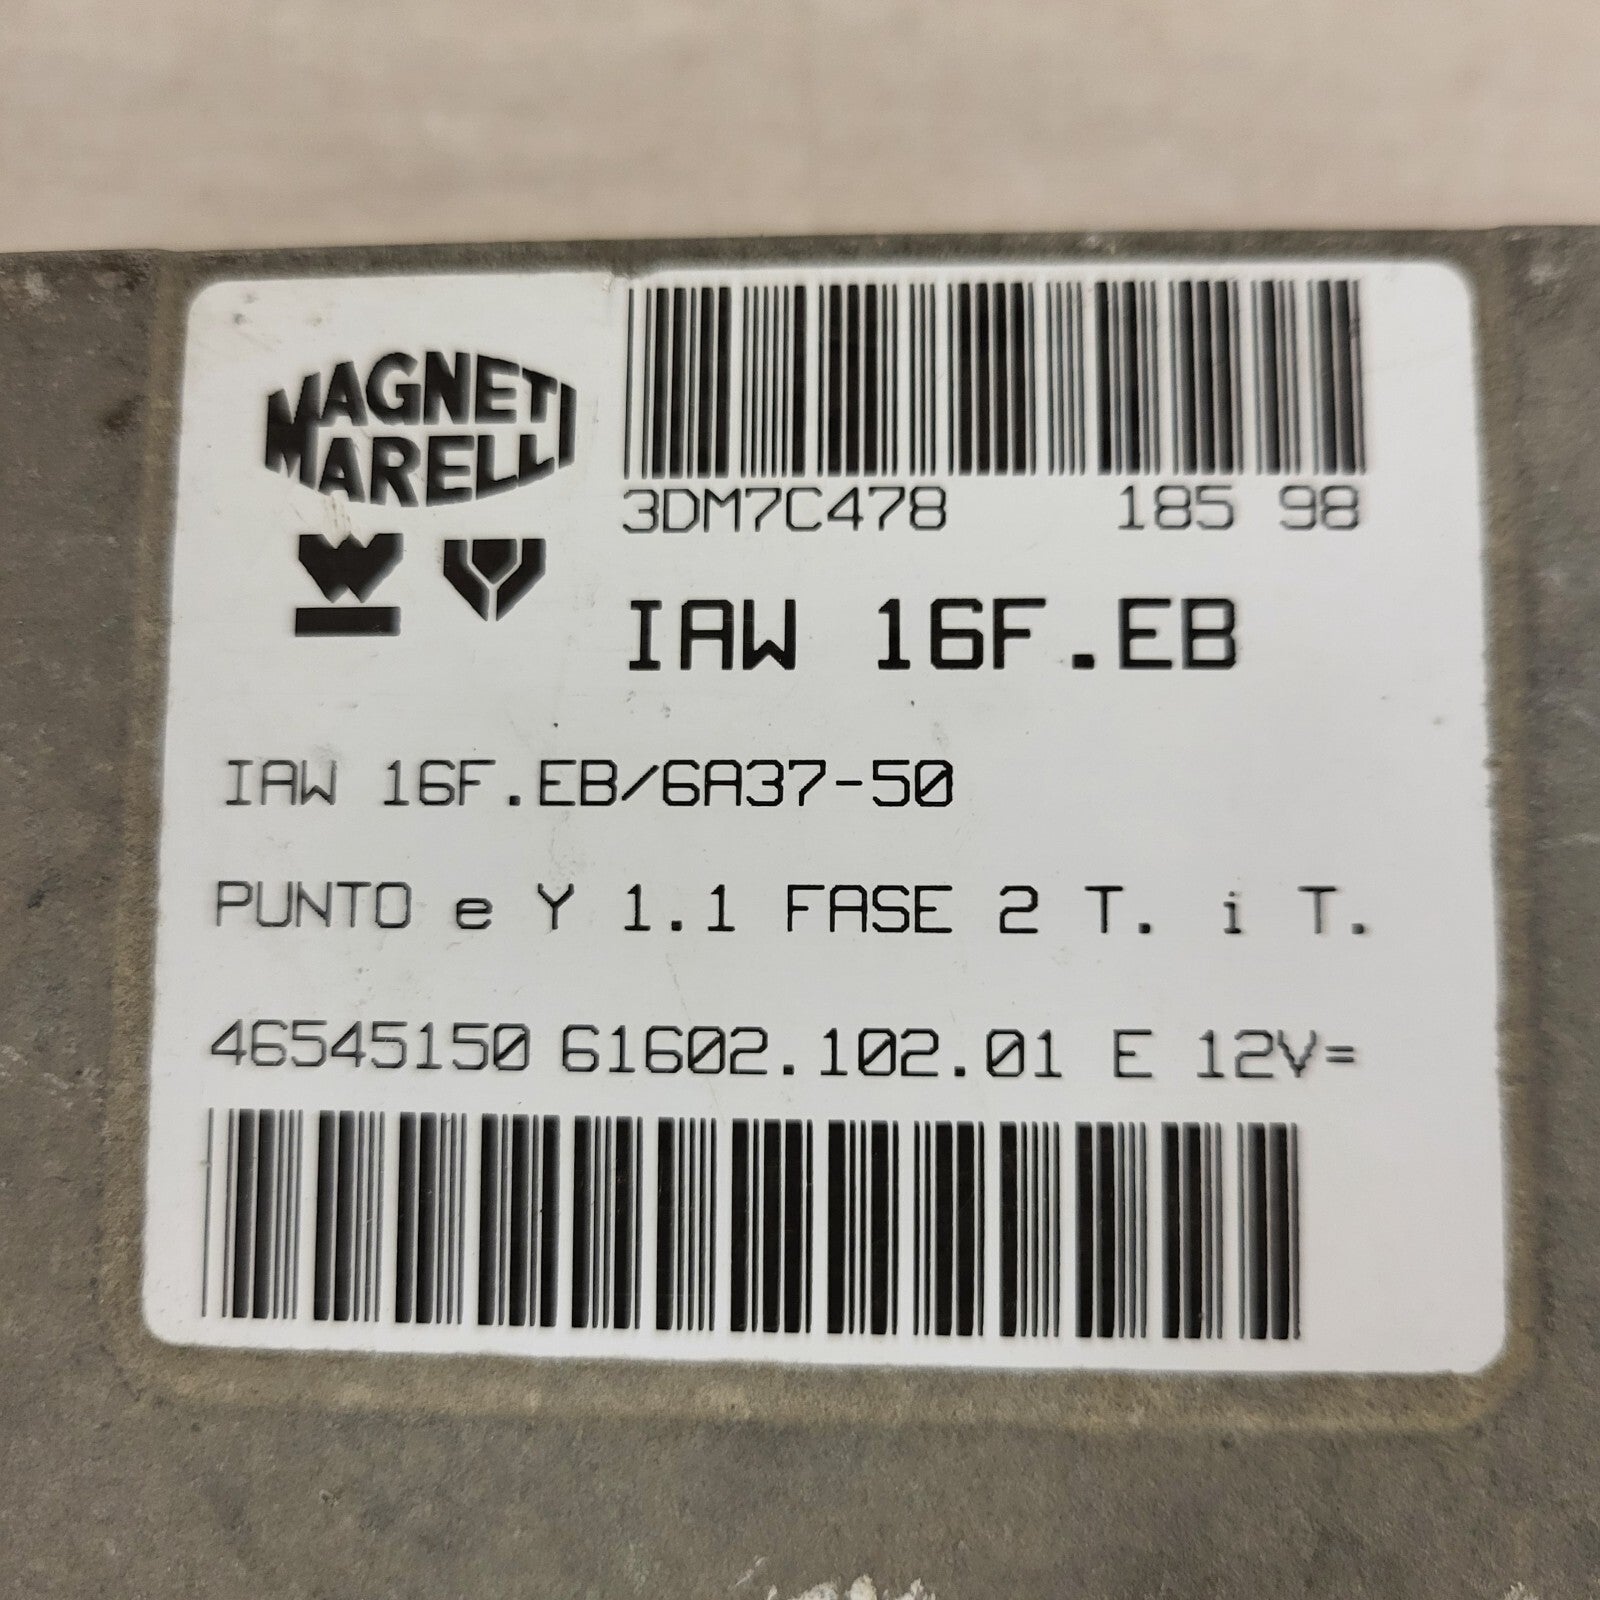 MAGNETI
MARELLI
3DM7C478 185 98
IAW 16F.EB
IAW 16F.EB/6A37-50
PUNTO e Y 1.1 FASE 2 T. i T.
46545150 61602.102.01 E 12V=